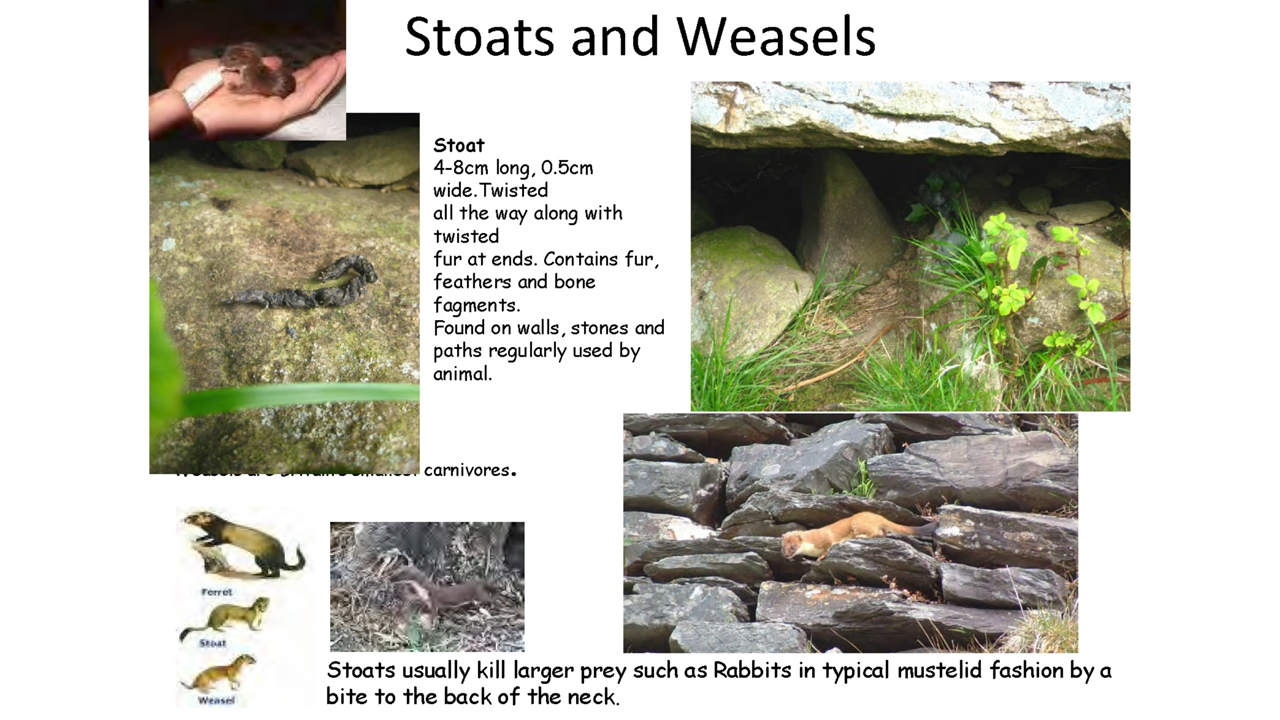 Stoats and Weasels
Stoat
4-8cm long, 0.5cm
wide.Twisted
all the way along with
twisted
fur at ends. Contains fur,
feathers and bone
fagments.
Found on walls, stones and
paths regularly used by
animal.
carnivores.
Ferret
Stoat
Weasel
Stoats usually kill larger prey such as Rabbits in typical mustelid fashion by a
bite to the back of the neck.